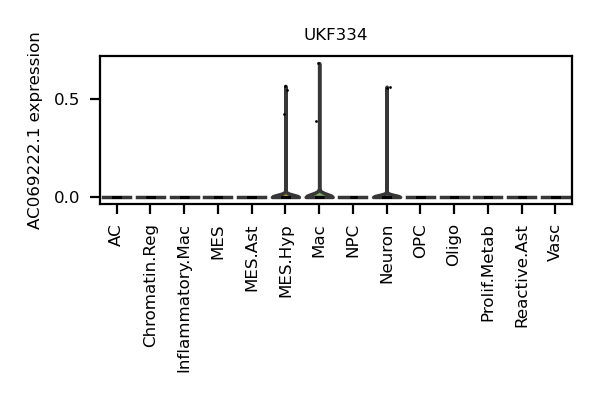 UKF334
AC069222.1 expression
0.5
0.0
AC
Chromatin.Reg
Inflammatory.Mac
MES
MES.Ast
MES.Hyp
Mac
NPC
Neuron
OPC
Oligo
Prolif.Metab
Reactive.Ast
Vasc